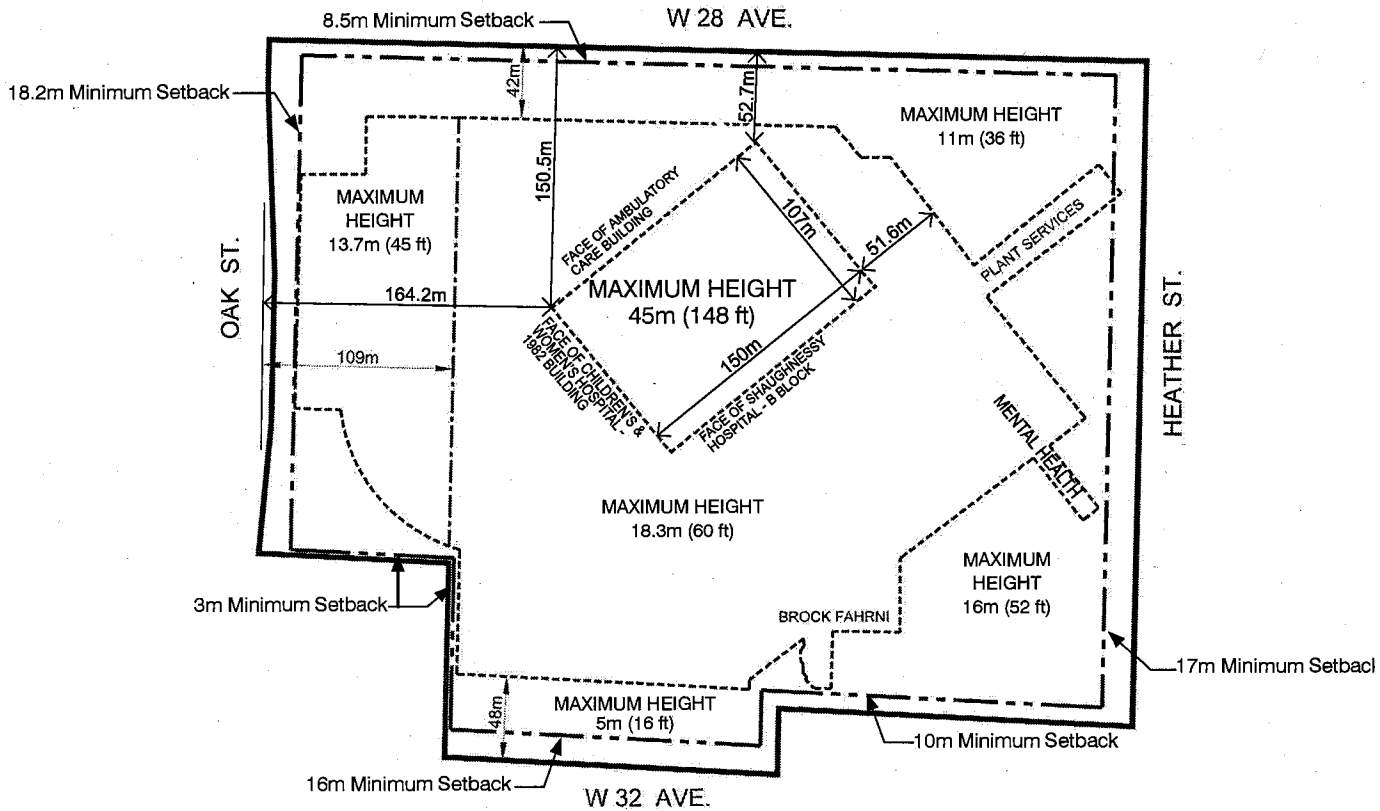 W 28 AVE.
8.5m Minimum Setback
18.2m Minimum Setback
42m
52.7m
150.5m
MAXIMUM HEIGHT
11m (36 ft)
MAXIMUM
HEIGHT
13.7m (45 ft)
FACE OF AMBULATORY
CARE BUILDING
107m
51.6m
PLANT SERVICES
OAK ST.
HEATHER ST.
164.2m
MAXIMUM HEIGHT
45m (148 ft)
109m
FACE OF CHILDREN'S &
WOMEN'S HOSPITAL -
1982 BUILDING
150m
FACE OF SHAUGHNESSY
HOSPITAL - B BLOCK
MENTAL HEALTH
MAXIMUM HEIGHT
18.3m (60 ft)
MAXIMUM
HEIGHT
16m (52 ft)
3m Minimum Setback
BROCK FAHRNI
17m Minimum Setback
48m
MAXIMUM HEIGHT
5m (16 ft)
10m Minimum Setback
16m Minimum Setback
W 32 AVE.